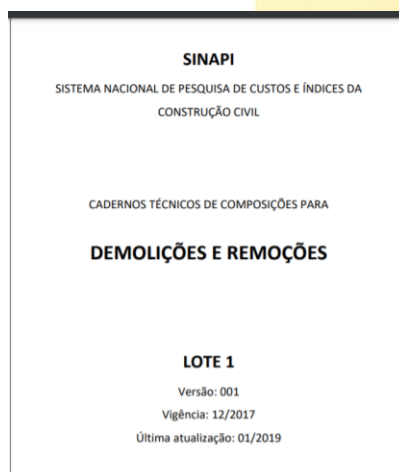 SINAPI
SISTEMA NACIONAL DE PESQUISA DE CUSTOS E ÍNDICES DA
CONSTRUÇÃO CIVIL
CADERNOS TÉCNICOS DE COMPOSIÇÕES PARA
DEMOLIÇÕES E REMOÇÕES
LOTE 1
Versão: 001
Vigência: 12/2017
Última atualização: 01/2019